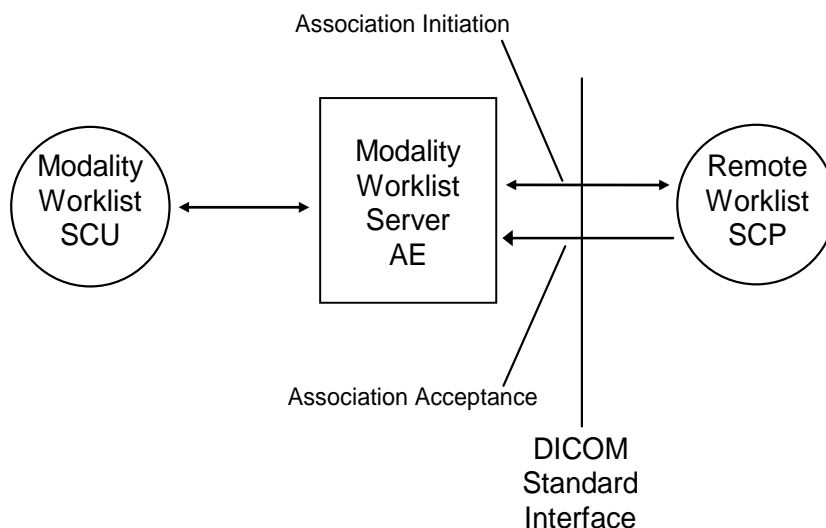 Association Initiation
Modality
Worklist
SCU
Modality
Worklist
Server
AE
Remote
Worklist
SCP
Association Acceptance
DICOM
Standard
Interface